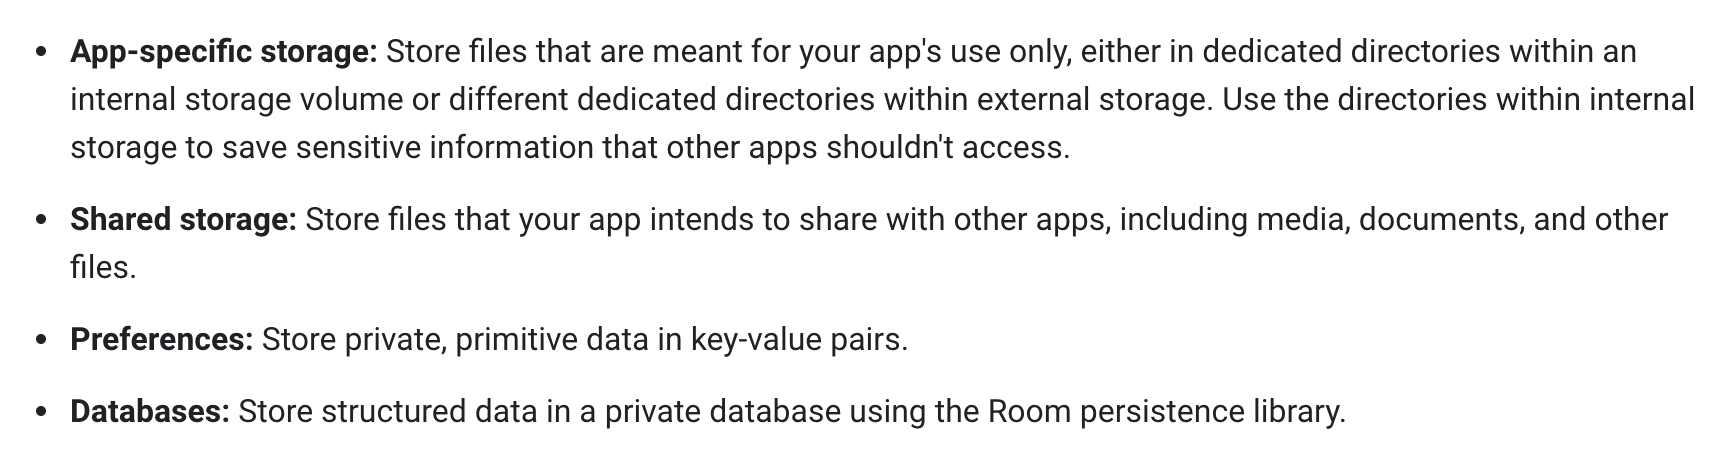 • App-specific storage: Store files that are meant for your app's use only, either in dedicated directories within an
internal storage volume or different dedicated directories within external storage. Use the directories within internal
storage to save sensitive information that other apps shouldn't access.
• Shared storage: Store files that your app intends to share with other apps, including media, documents, and other
files.
• Preferences: Store private, primitive data in key-value pairs.
• Databases: Store structured data in a private database using the Room persistence library.